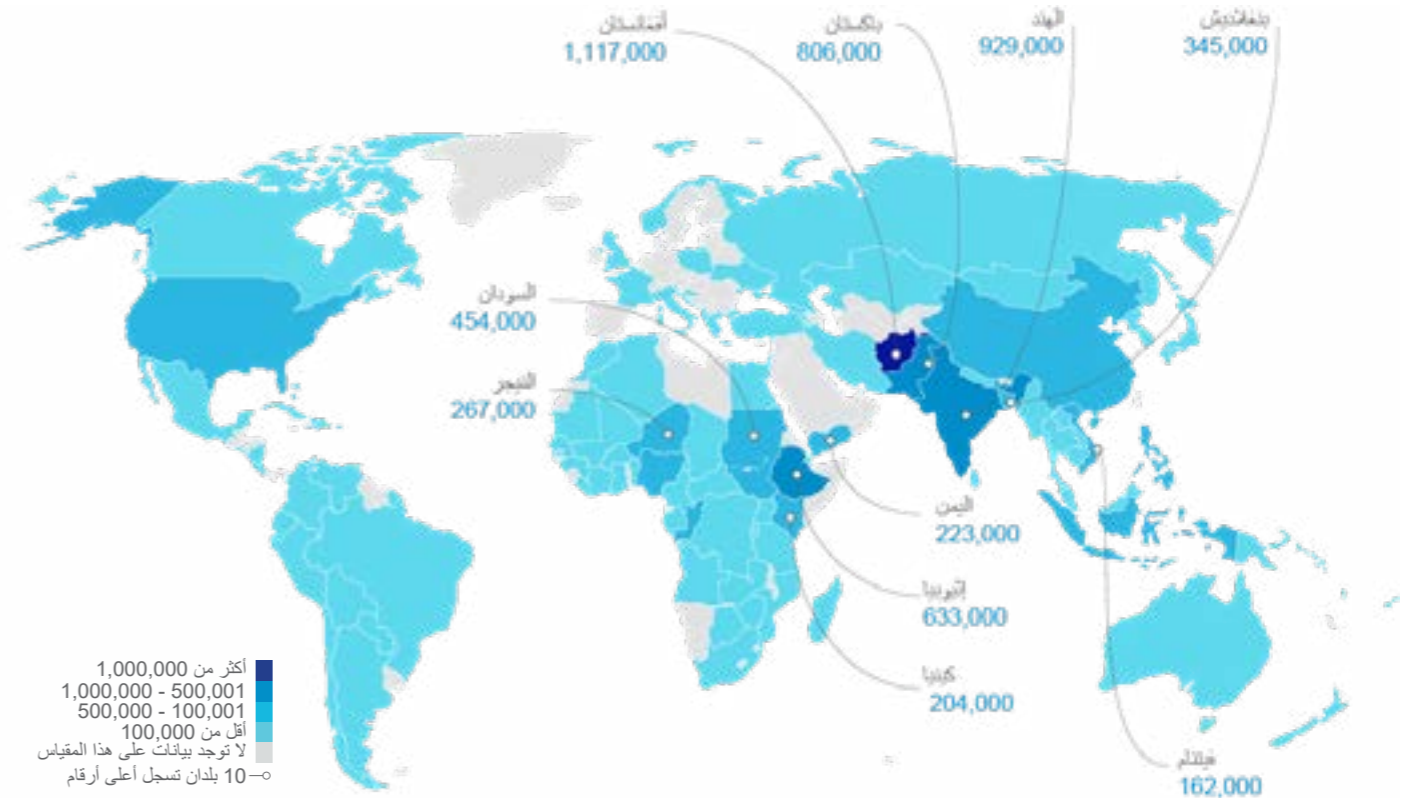 أفغانستان
1,117,000
باكستان
806,000
الهند
929,000
بنغلاديش
345,000
السودان
454,000
النيجر
267,000
اليمن
223,000
إثيوبيا
633,000
كينيا
204,000
فيتنام
162,000
أكثر من 1,000,000
1,000,000 - 500,001
500,000 - 100,001
أقل من 100,000
لا توجد بيانات على هذا المقياس
10 بلدان تسجل أعلى أرقام